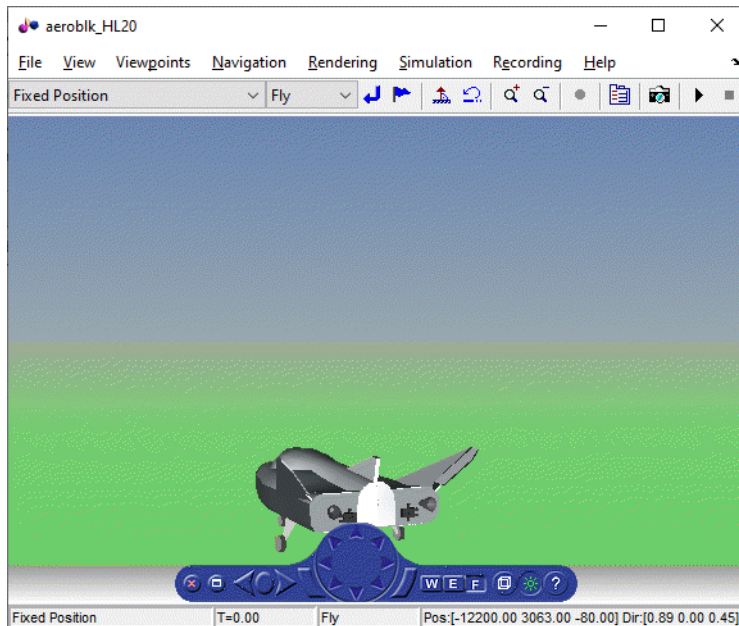 aeroblk_HL20
File View Viewpoints Navigation Rendering Simulation Recording Help
Fixed Position Fly
W E F ?
Fixed Position T=0.00 Fly Pos:[-12200.00 3063.00 -80.00] Dir:[0.89 0.00 0.45]